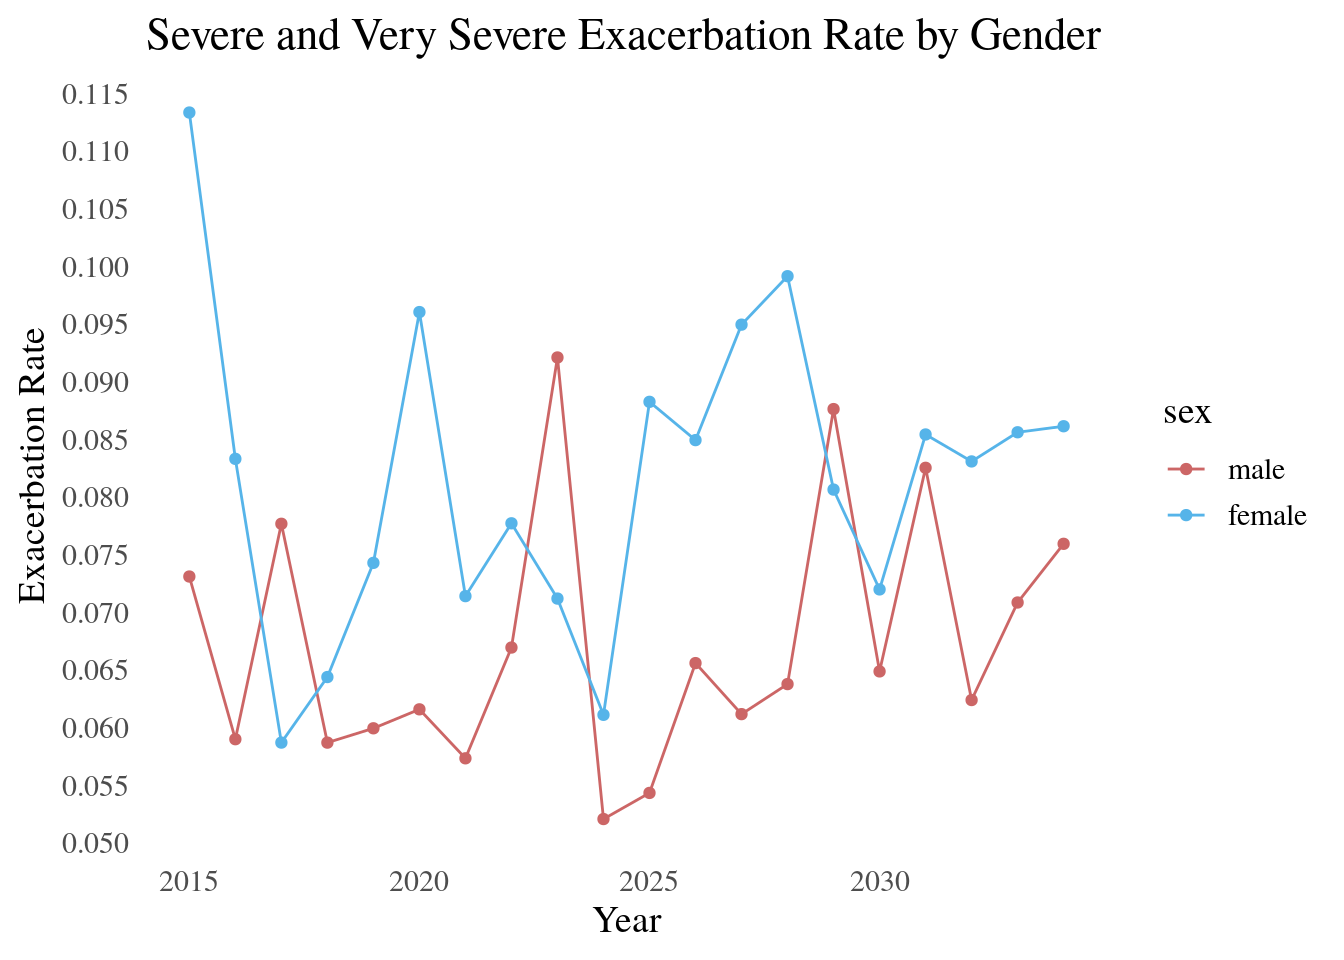 Severe and Very Severe Exacerbation Rate by Gender
0.115
0.110
0.105
0.100
0.095
0.090
0.085
0.080
0.075
0.070
0.065
0.060
0.055
0.050
Exacerbation Rate
2015 2020 2025 2030
Year
sex
male
female